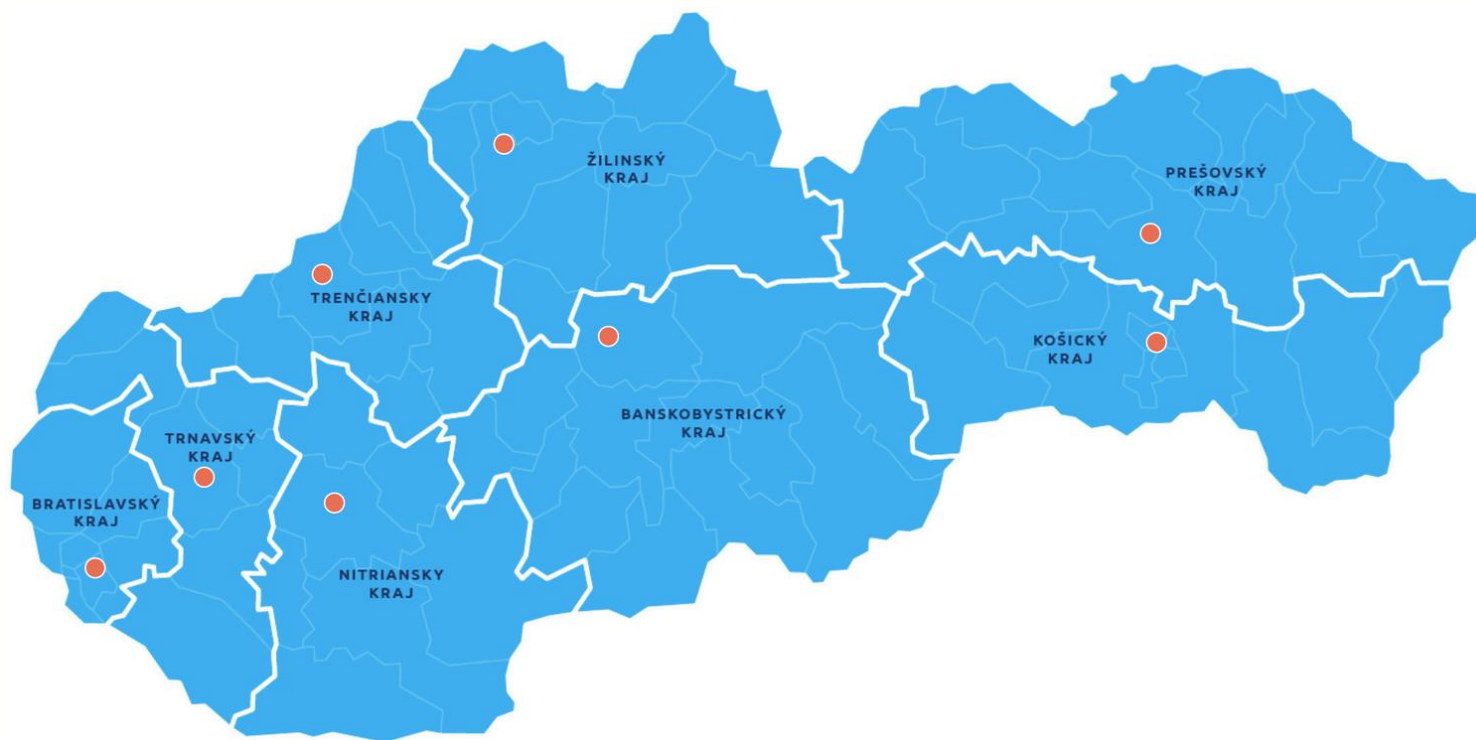 ŽILINSKÝ
KRAJ
PREŠOVSKÝ
KRAJ
TRENČIANSKY
KRAJ
KOŠICKÝ
KRAJ
BANSKOBYSTRICKÝ
KRAJ
TRNAVSKÝ
KRAJ
BRATISLAVSKÝ
KRAJ
NITRIANSKY
KRAJ